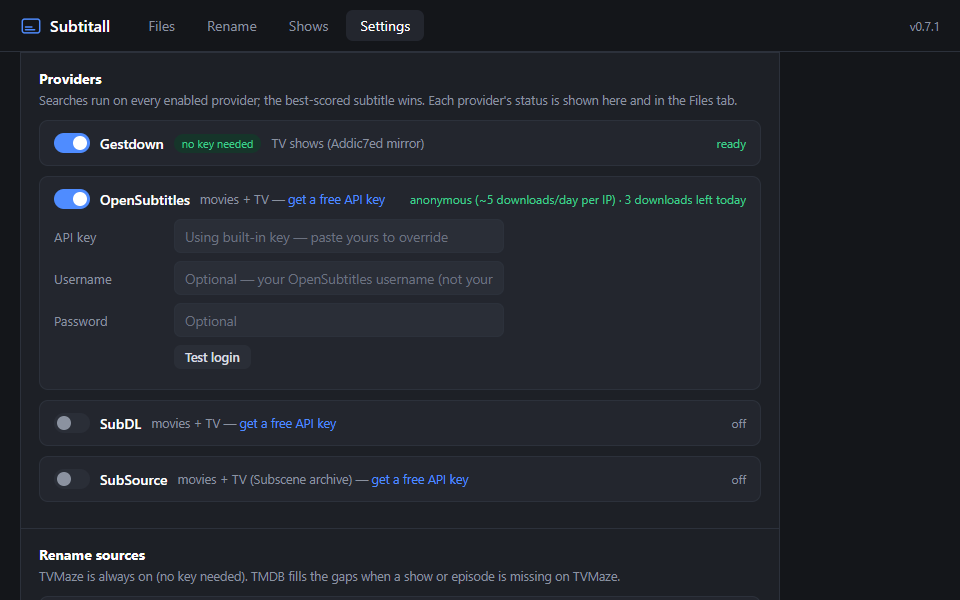 Subtitall Files Rename Shows Settings v0.7.1
Providers
Searches run on every enabled provider; the best-scored subtitle wins. Each provider's status is shown here and in the Files tab.
Gestdown no key needed TV shows (Addic7ed mirror) ready
OpenSubtitles movies + TV — get a free API key anonymous (~5 downloads/day per IP) · 3 downloads left today
API key Using built-in key — paste yours to override
Username Optional — your OpenSubtitles username (not your
Password Optional
Test login
SubDL movies + TV — get a free API key off
SubSource movies + TV (Subscene archive) — get a free API key off
Rename sources
TVMaze is always on (no key needed). TMDB fills the gaps when a show or episode is missing on TVMaze.